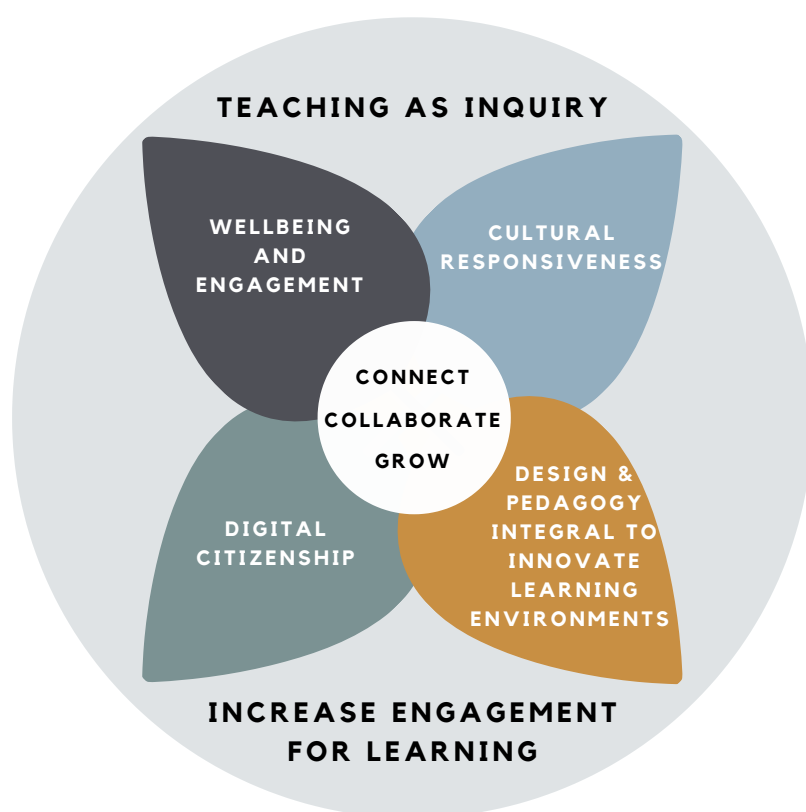 TEACHING AS INQUIRY
WELLBEING
AND
ENGAGEMENT
CULTURAL
RESPONSIVENESS
CONNECT
COLLABORATE
GROW
DIGITAL
CITIZENSHIP
DESIGN &
PEDAGOGY
INTEGRAL TO
INNOVATE
LEARNING
ENVIRONMENTS
INCREASE ENGAGEMENT
FOR LEARNING